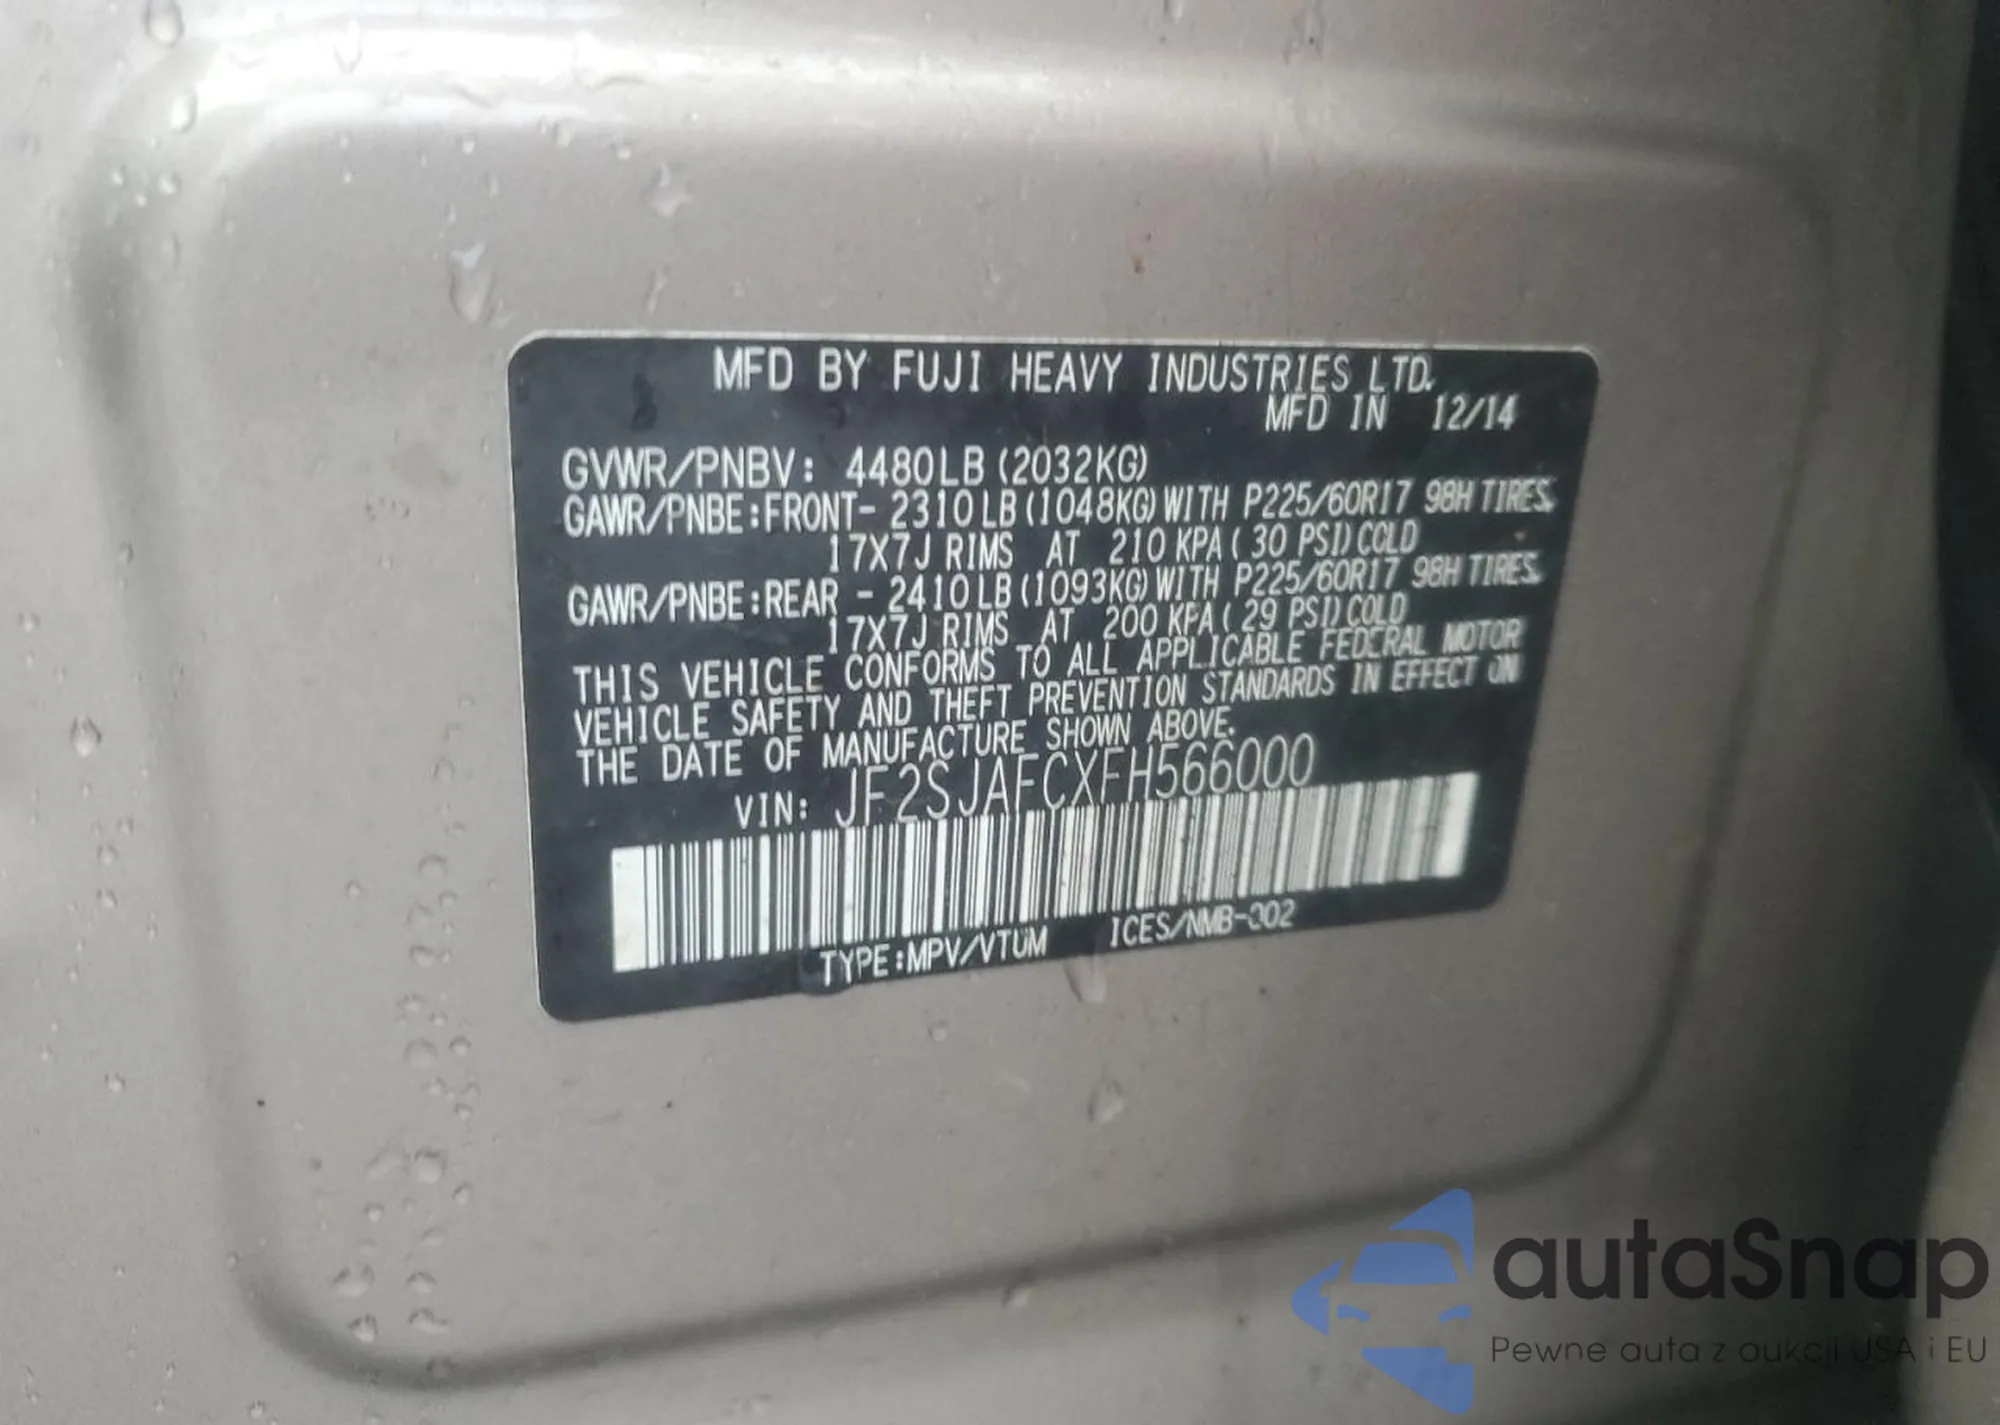 MFD BY FUJI HEAVY INDUSTRIES LTD.
MFD IN 12/14
GVWR/PNBV: 4480LB (2032KG)
GAWR/PNBE:FRONT- 2310LB (1048KG) WITH P225/60R17 98H TIRES,
17X7J RIMS AT 210 KPA ( 30 PSI) COLD
GAWR/PNBE:REAR - 2410LB (1093KG) WITH P225/60R17 98H TIRES,
17X7J RIMS AT 200 KPA ( 29 PSI) COLD
THIS VEHICLE CONFORMS TO ALL APPLICABLE FEDERAL MOTOR
VEHICLE SAFETY AND THEFT PREVENTION STANDARDS IN EFFECT ON
THE DATE OF MANUFACTURE SHOWN ABOVE.
VIN: JF2SJAFCXFH566000
TYPE:MPV/VTUM ICES/NMB-002
autaSnap
Pewne auta z aukcji USA i EU